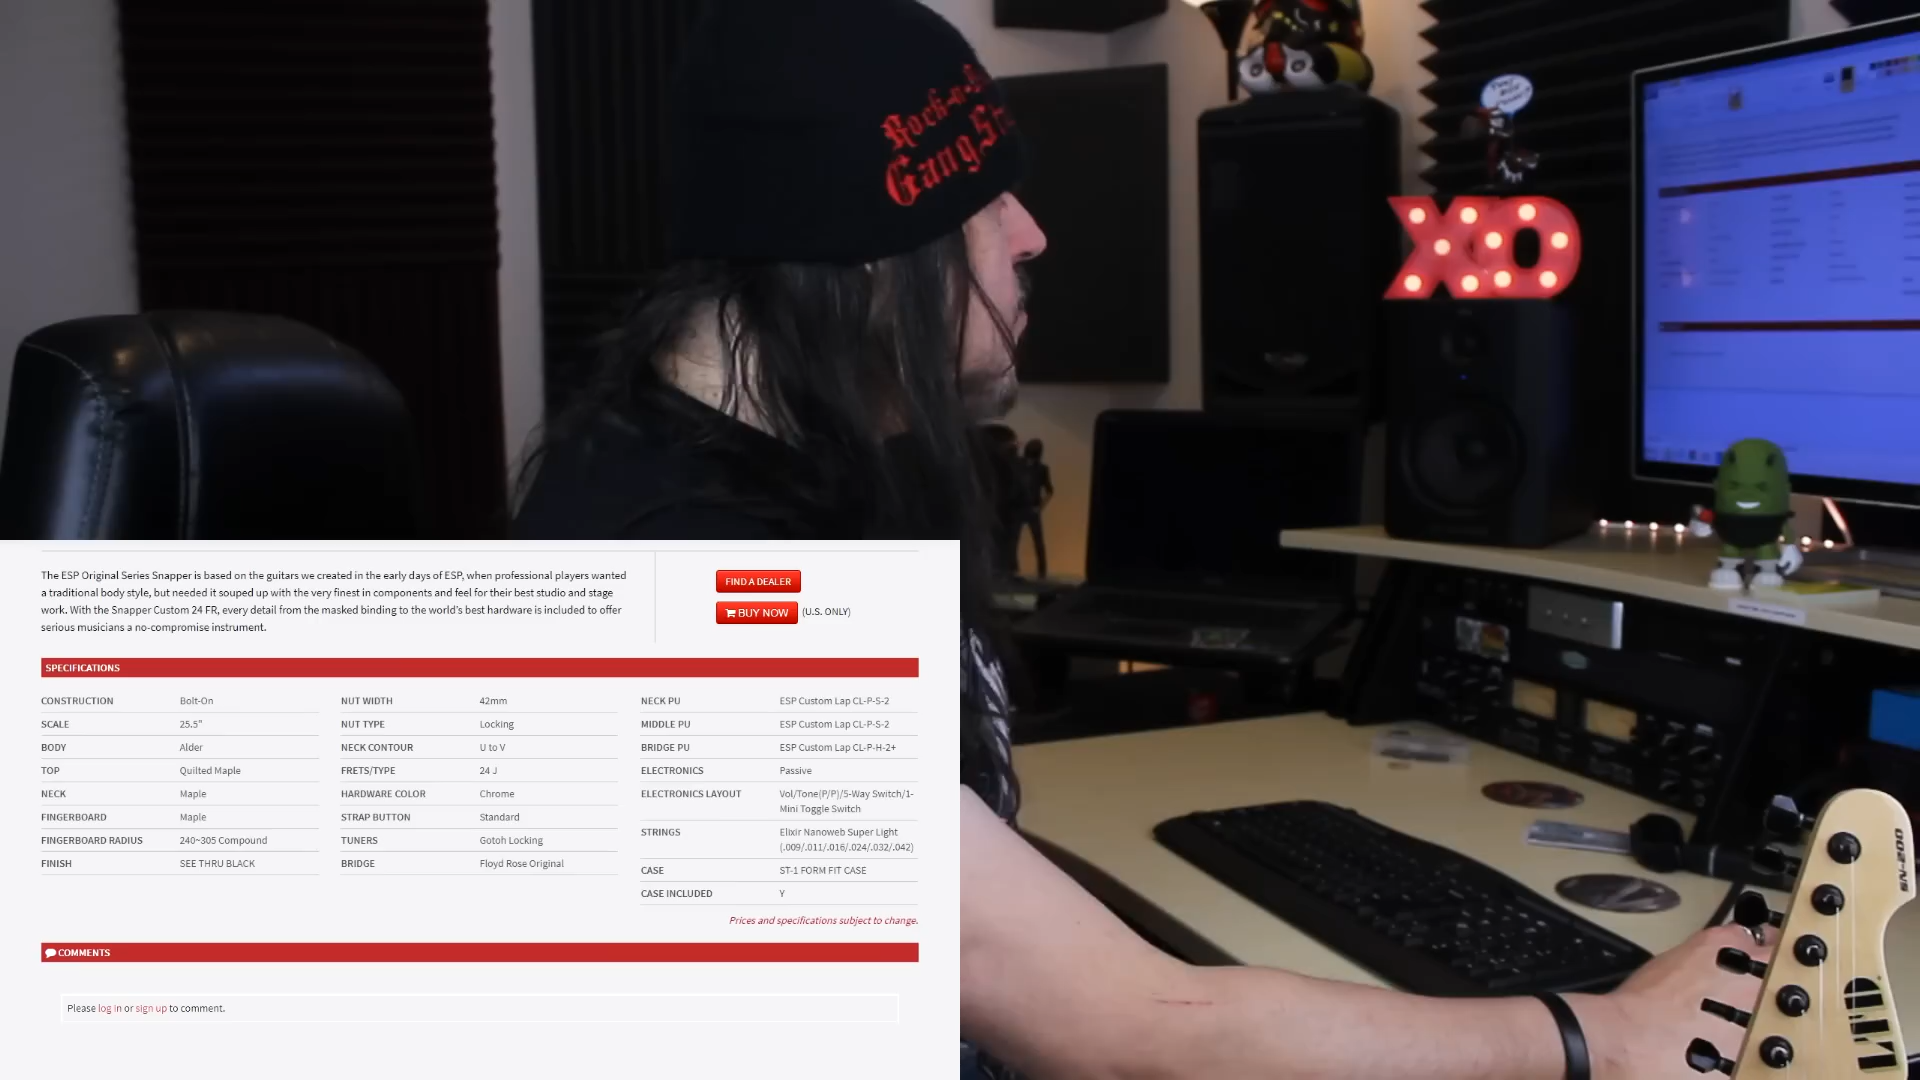 Rock-n-
Gang
XO
The ESP Original Series Snapper is based on the guitars we created in the early days of ESP, when professional players wanted
a traditional body style, but needed it souped up with the very finest in components and feel for their best studio and stage
work. With the Snapper Custom 24 FR, every detail from the masked binding to the world's best hardware is included to offer
serious musicians a no-compromise instrument.
FIND A DEALER
BUY NOW (U.S. ONLY)
SPECIFICATIONS
CONSTRUCTION Bolt-On
SCALE 25.5"
BODY Alder
TOP Quilted Maple
NECK Maple
FINGERBOARD Maple
FINGERBOARD RADIUS 240~305 Compound
FINISH SEE THRU BLACK
NUT WIDTH 42mm
NUT TYPE Locking
NECK CONTOUR U to V
FRETS/TYPE 24 J
HARDWARE COLOR Chrome
STRAP BUTTON Standard
TUNERS Gotoh Locking
BRIDGE Floyd Rose Original
NECK PU ESP Custom Lap CL-P-S-2
MIDDLE PU ESP Custom Lap CL-P-S-2
BRIDGE PU ESP Custom Lap CL-P-H-2+
ELECTRONICS Passive
ELECTRONICS LAYOUT Vol/Tone(P/P)/5-Way Switch/1-
Mini Toggle Switch
STRINGS Elixir Nanoweb Super Light
(.009/.011/.016/.024/.032/.042)
CASE ST-1 FORM FIT CASE
CASE INCLUDED Y
Prices and specifications subject to change.
COMMENTS
Please log in or sign up to comment.
SN-200
LTD